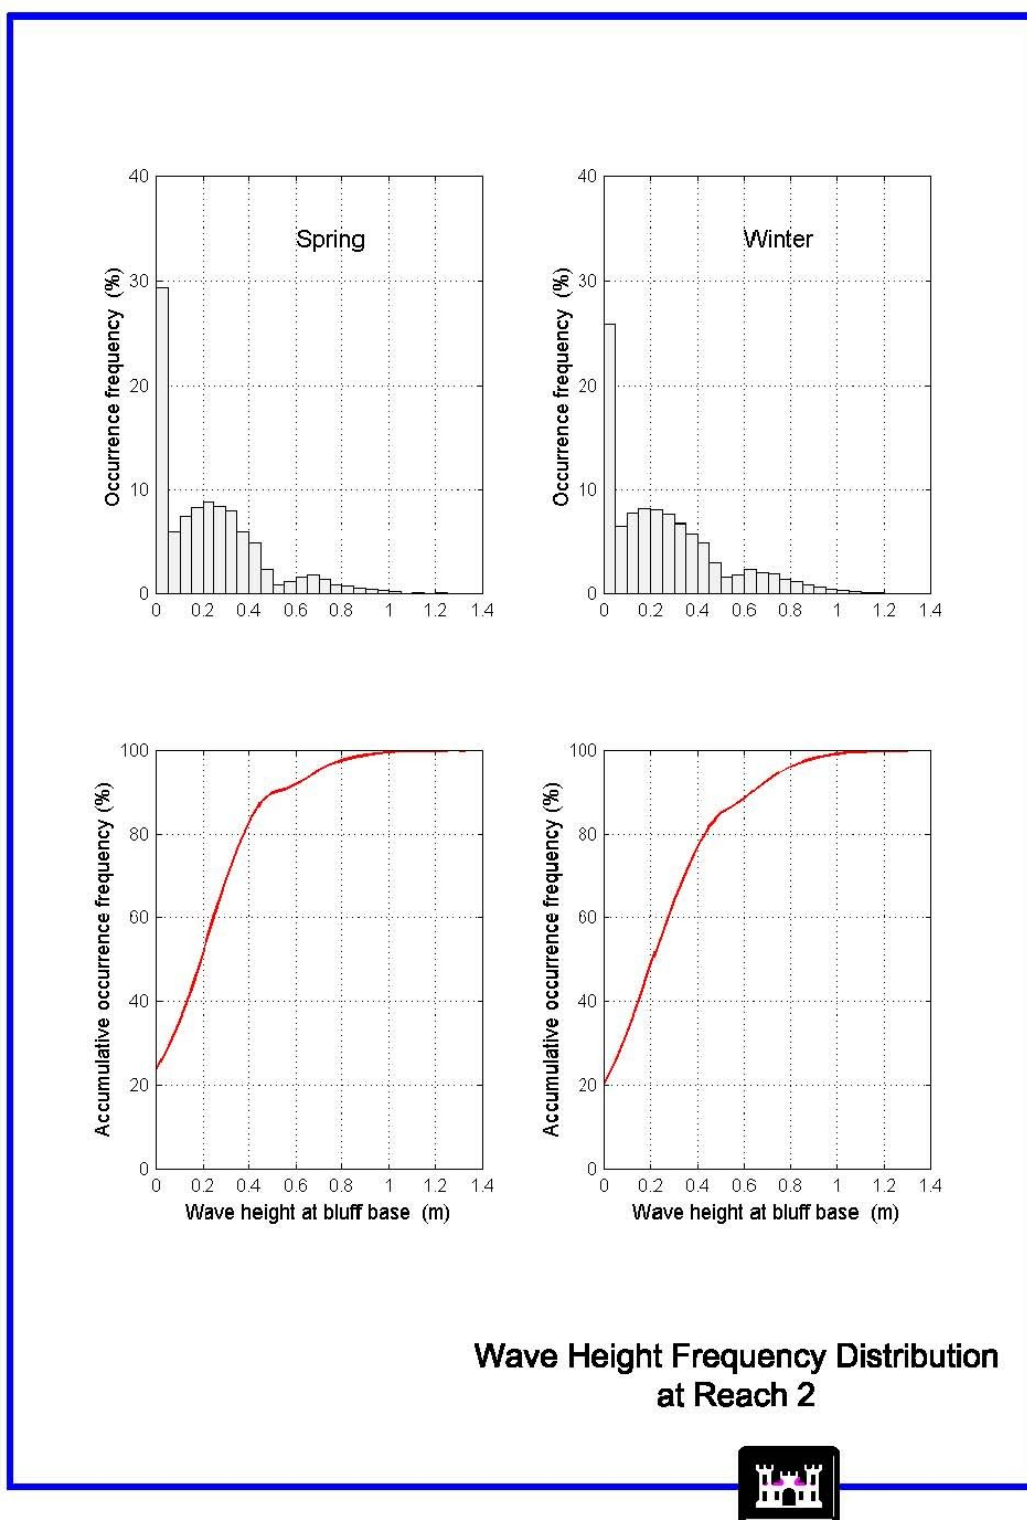 40
30
20
10
0
Occurrence frequency (%)
Spring
0 0.2 0.4 0.6 0.8 1 1.2 1.4
40
30
20
10
0
Occurrence frequency (%)
Winter
0 0.2 0.4 0.6 0.8 1 1.2 1.4
100
80
60
40
20
0
Accumulative occurrence frequency (%)
0 0.2 0.4 0.6 0.8 1 1.2 1.4
Wave height at bluff base (m)
100
80
60
40
20
0
Accumulative occurrence frequency (%)
0 0.2 0.4 0.6 0.8 1 1.2 1.4
Wave height at bluff base (m)
Wave Height Frequency Distribution
at Reach 2